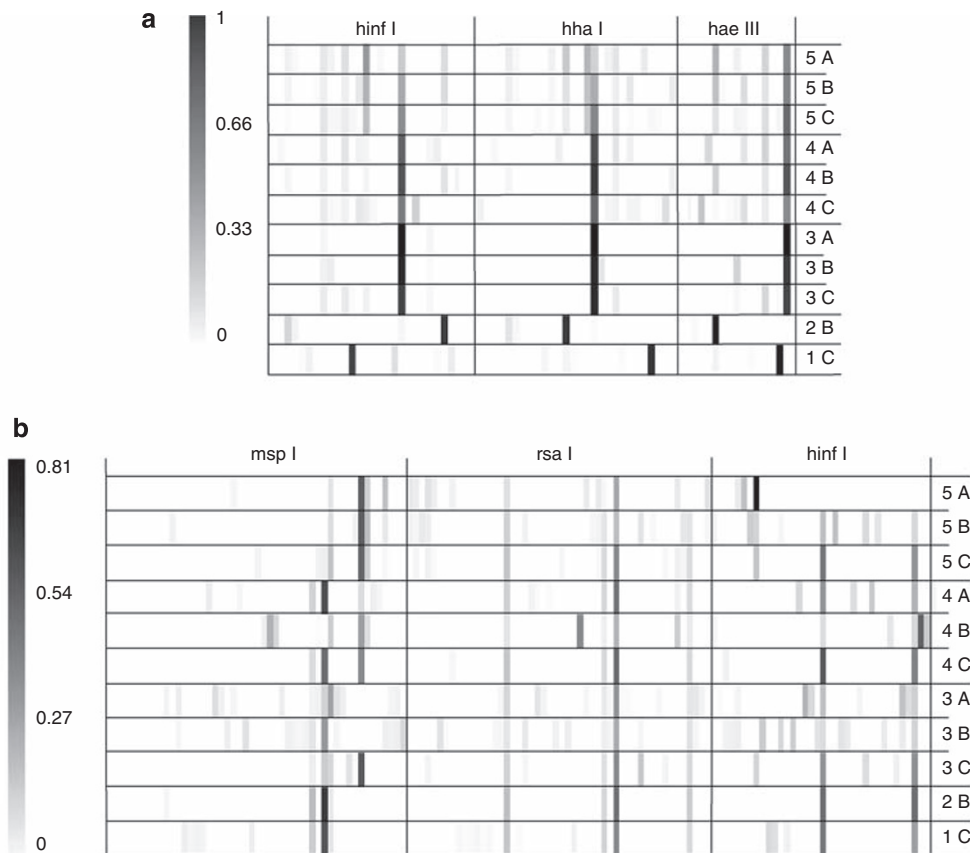 a
1
0.66
0.33
0
hinf I
hha I
hae III
5 A
5 B
5 C
4 A
4 B
4 C
3 A
3 B
3 C
2 B
1 C
b
0.81
0.54
0.27
0
msp I
rsa I
hinf I
5 A
5 B
5 C
4 A
4 B
4 C
3 A
3 B
3 C
2 B
1 C